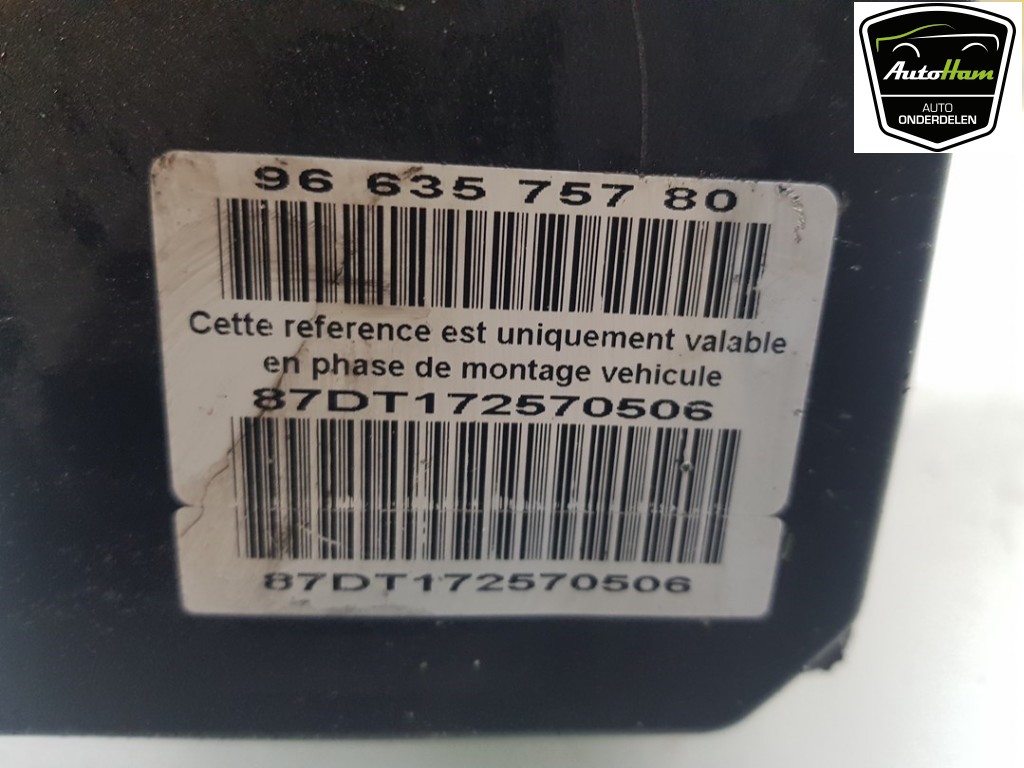 AutoHam
AUTO
ONDERDELEN
96 635 757 80
Cette reference est uniquement valable
en phase de montage vehicule
87DT172570506
87DT172570506